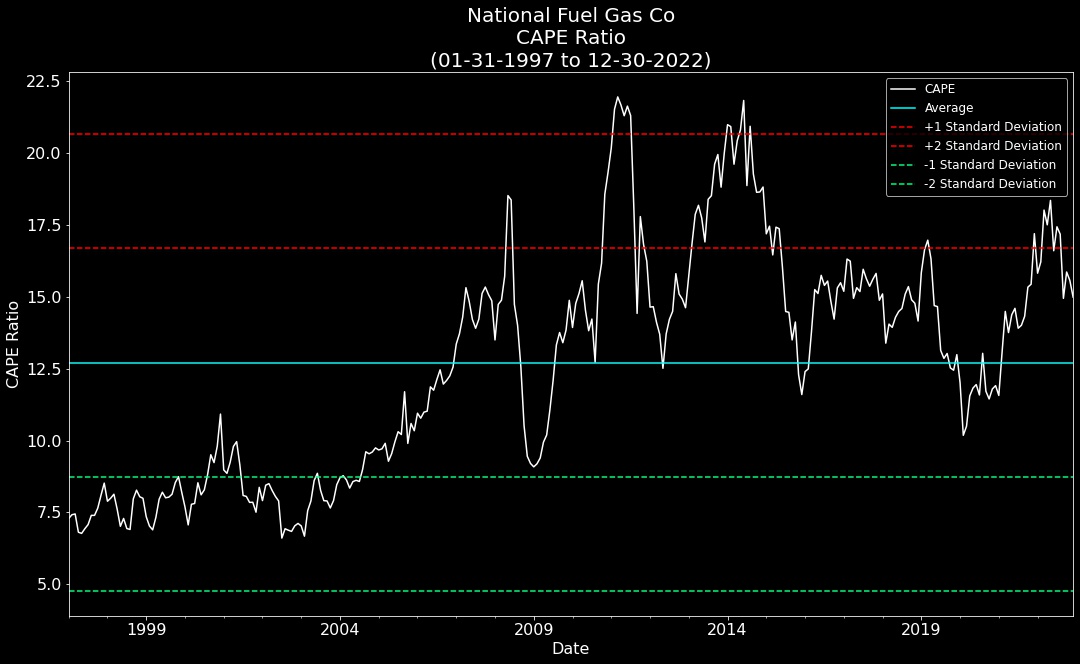 National Fuel Gas Co
CAPE Ratio
(01-31-1997 to 12-30-2022)
22.5
20.0
17.5
15.0
12.5
10.0
7.5
5.0
CAPE Ratio
CAPE
Average
+1 Standard Deviation
+2 Standard Deviation
-1 Standard Deviation
-2 Standard Deviation
1999
2004
2009
2014
2019
Date